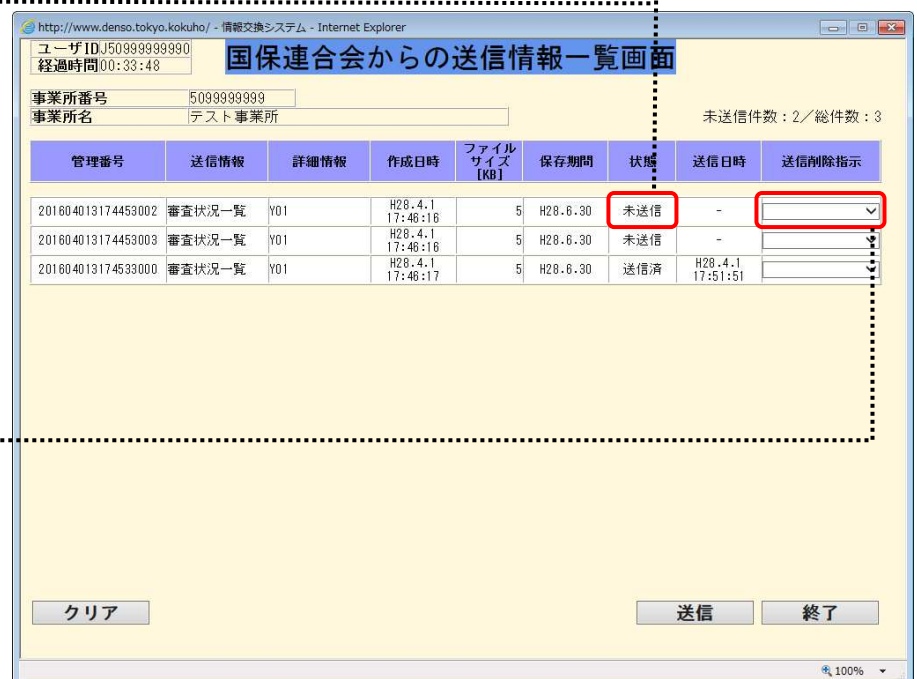 http://www.denso.tokyo.kokuho/ - 情報交換システム - Internet Explorer
ユーザID J50999999990
経過時間 00:33:48
国保連合会からの送信情報一覧画面
事業所番号 5099999999
事業所名 テスト事業所
未送信件数：2／総件数：3
管理番号 送信情報 詳細情報 作成日時 ファイルサイズ[KB] 保存期間 状態 送信日時 送信削除指示
201604013174453002 審査状況一覧 Y01 H28.4.1 17:46:16 5 H28.6.30 未送信 -
201604013174453003 審査状況一覧 Y01 H28.4.1 17:46:16 5 H28.6.30 未送信 -
201604013174533000 審査状況一覧 Y01 H28.4.1 17:46:17 5 H28.6.30 送信済 H28.4.1 17:51:51
クリア 送信 終了
100%